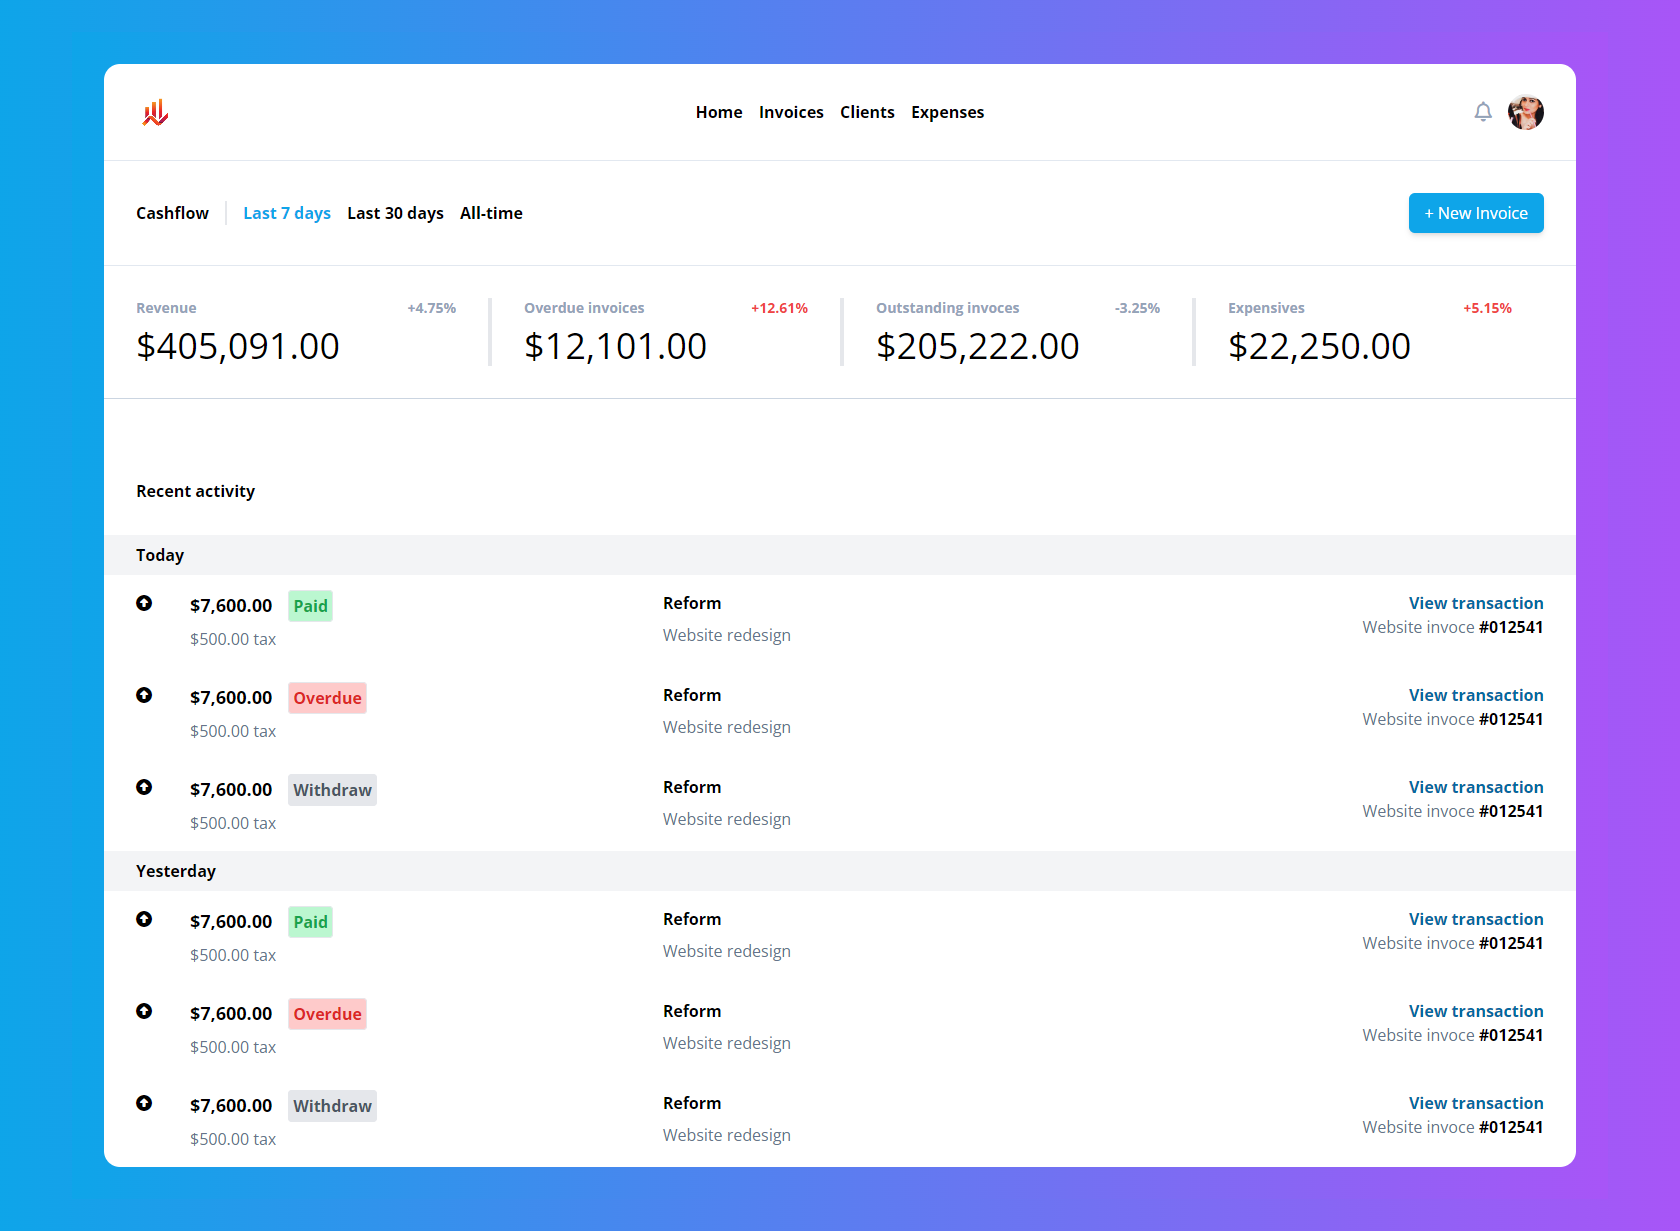 Home Invoices Clients Expenses
Cashflow Last 7 days Last 30 days All-time + New Invoice
Revenue +4.75%
$405,091.00
Overdue invoices +12.61%
$12,101.00
Outstanding invoces -3.25%
$205,222.00
Expensives +5.15%
$22,250.00
Recent activity
Today
$7,600.00 Paid Reform View transaction
$500.00 tax Website redesign Website invoce #012541
$7,600.00 Overdue Reform View transaction
$500.00 tax Website redesign Website invoce #012541
$7,600.00 Withdraw Reform View transaction
$500.00 tax Website redesign Website invoce #012541
Yesterday
$7,600.00 Paid Reform View transaction
$500.00 tax Website redesign Website invoce #012541
$7,600.00 Overdue Reform View transaction
$500.00 tax Website redesign Website invoce #012541
$7,600.00 Withdraw Reform View transaction
$500.00 tax Website redesign Website invoce #012541